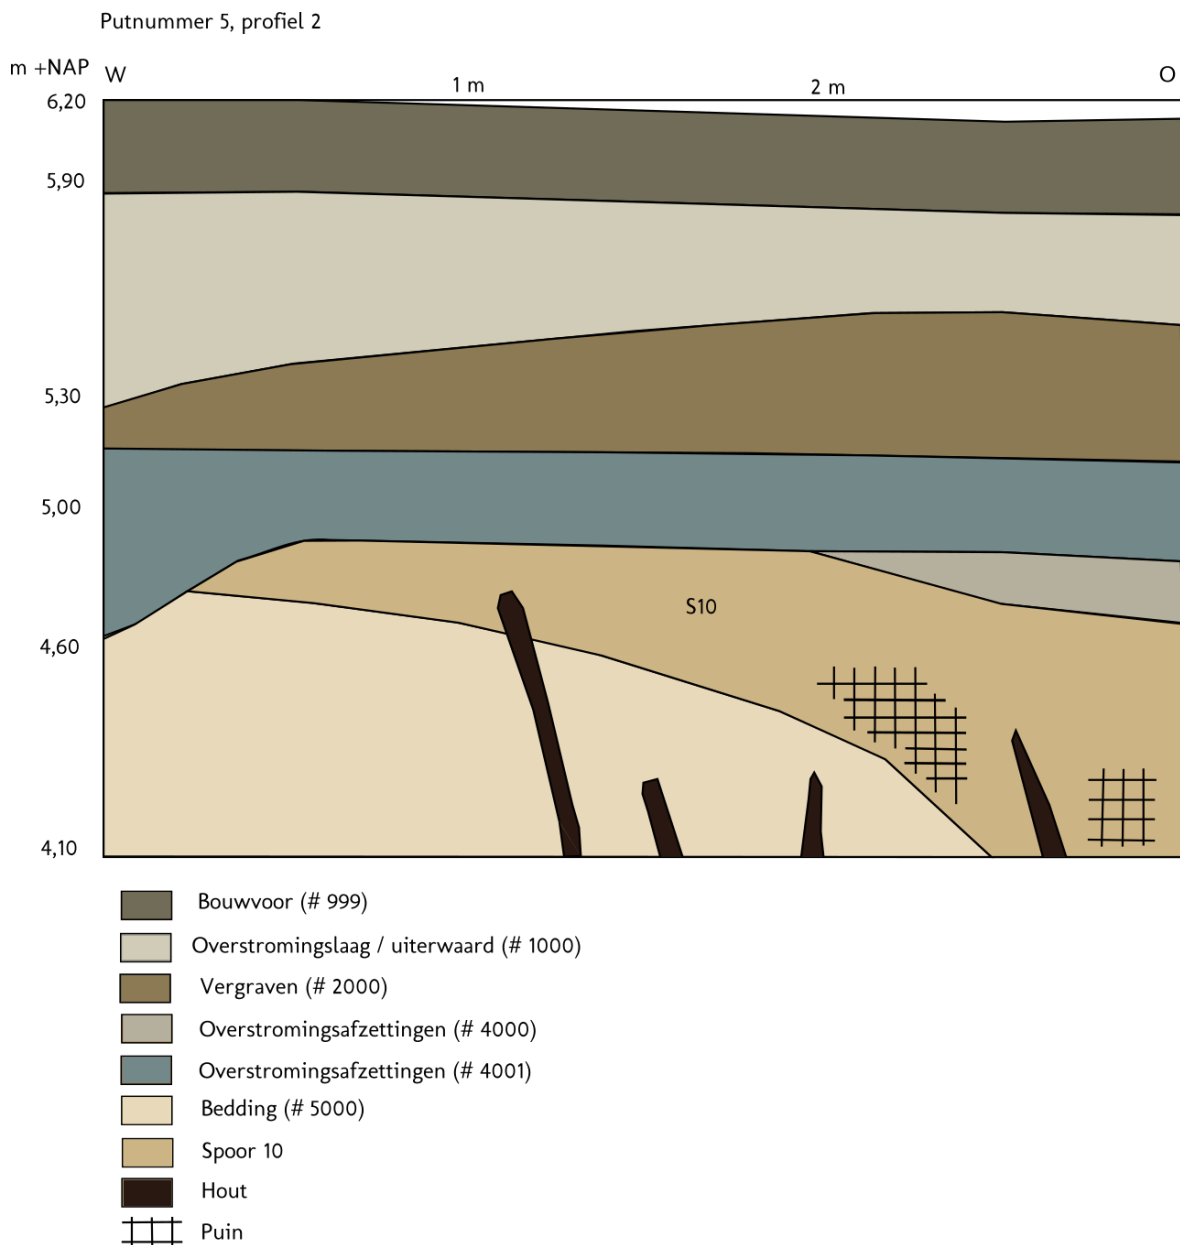 Putnummer 5, profiel 2
m +NAP
W
1 m
2 m
O
6,20
5,90
5,30
5,00
4,60
4,10
S10
Bouwvoor (# 999)
Overstromingslaag / uiterwaard (# 1000)
Vergraven (# 2000)
Overstromingsafzettingen (# 4000)
Overstromingsafzettingen (# 4001)
Bedding (# 5000)
Spoor 10
Hout
Puin